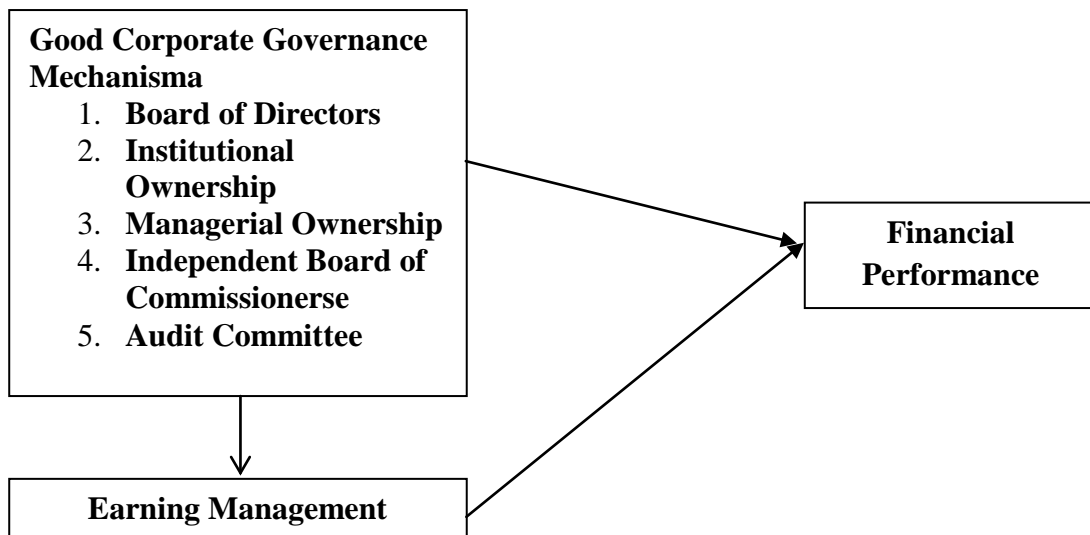 Good Corporate Governance
Mechanisma
1. Board of Directors
2. Institutional
Ownership
3. Managerial Ownership
4. Independent Board of
Commissionerse
5. Audit Committee
Financial
Performance
Earning Management